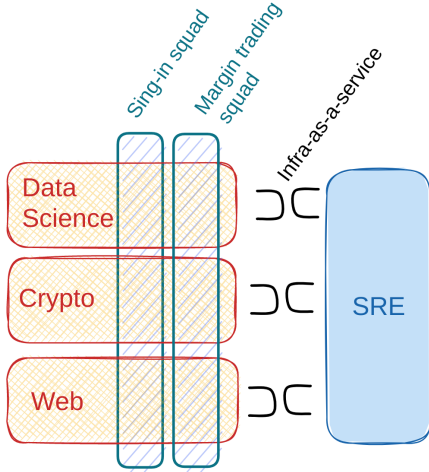 Sing-in squad
Margin trading
squad
Infra-as-a-service
Data
Science
Crypto
Web
SRE